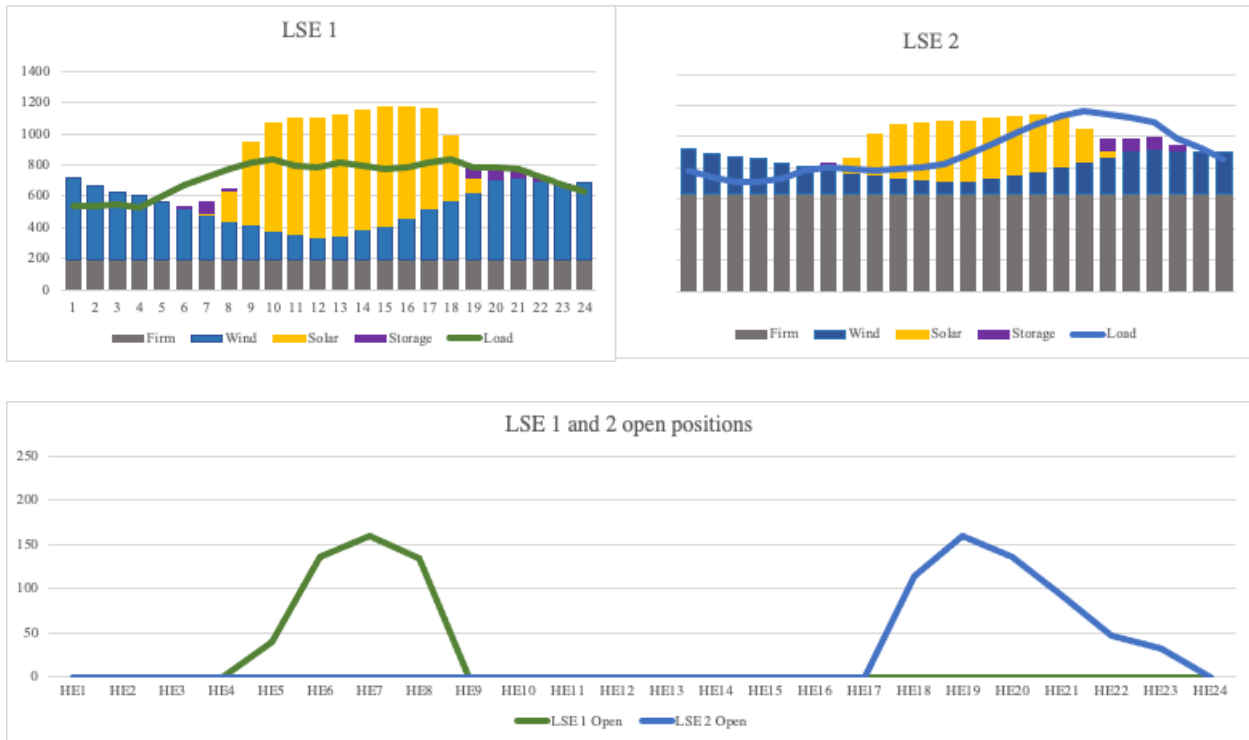 LSE 1
1400
1200
1000
800
600
400
200
0
1 2 3 4 5 6 7 8 9 10 11 12 13 14 15 16 17 18 19 20 21 22 23 24
Firm Wind Solar Storage Load
LSE 2
Firm Wind Solar Storage Load
LSE 1 and 2 open positions
250
200
150
100
50
0
HE1 HE2 HE3 HE4 HE5 HE6 HE7 HE8 HE9 HE10 HE11 HE12 HE13 HE14 HE15 HE16 HE17 HE18 HE19 HE20 HE21 HE22 HE23 HE24
LSE 1 Open LSE 2 Open